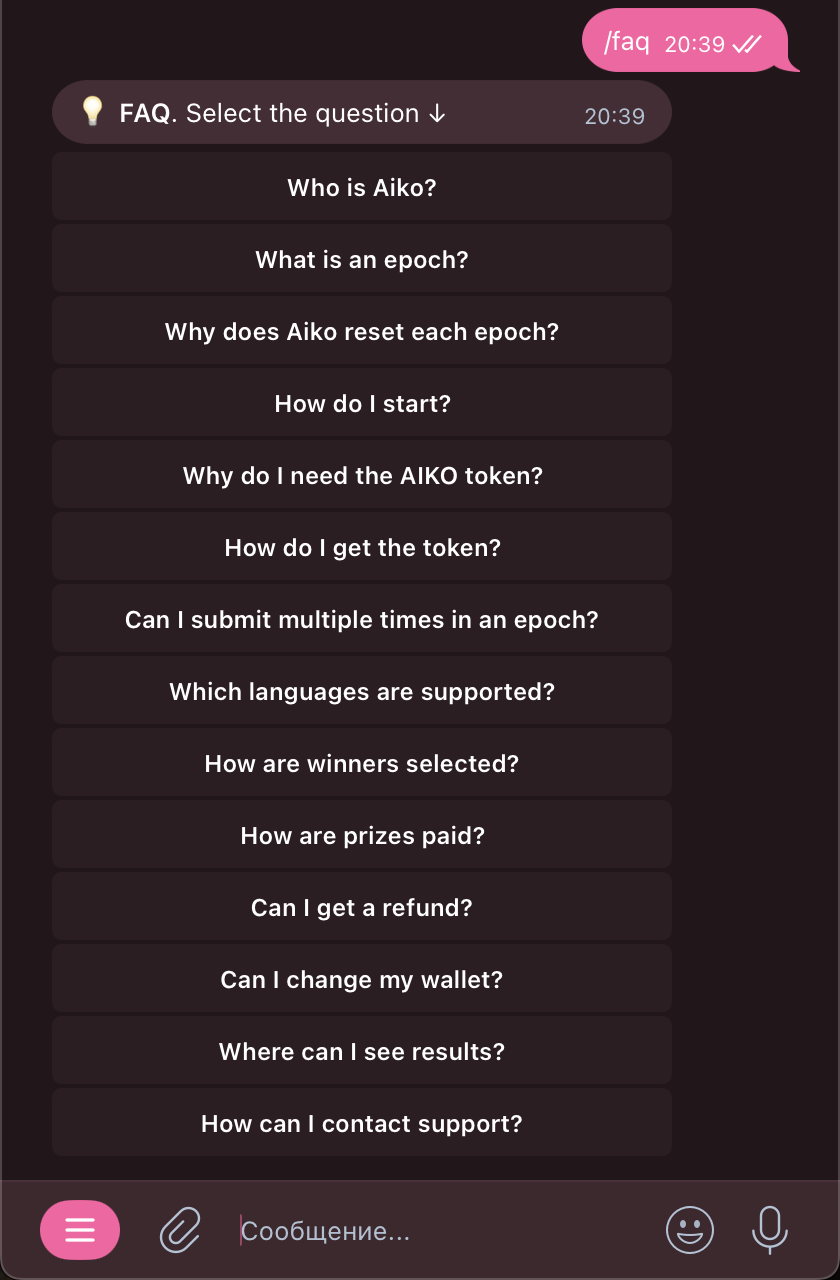 /faq 20:39
💡 FAQ. Select the question ↓ 20:39
Who is Aiko?
What is an epoch?
Why does Aiko reset each epoch?
How do I start?
Why do I need the AIKO token?
How do I get the token?
Can I submit multiple times in an epoch?
Which languages are supported?
How are winners selected?
How are prizes paid?
Can I get a refund?
Can I change my wallet?
Where can I see results?
How can I contact support?
Сообщение...